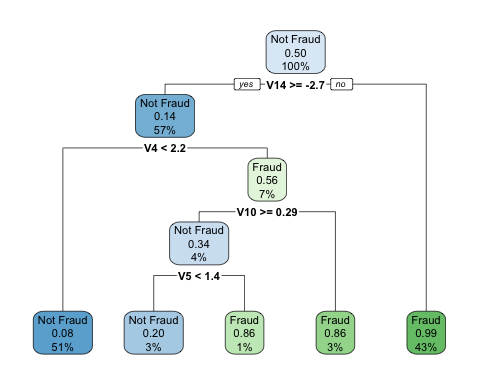 Not Fraud
0.50
100%
yes V14 >= -2.7 no
Not Fraud
0.14
57%
V4 < 2.2
Fraud
0.56
7%
V10 >= 0.29
Not Fraud
0.34
4%
V5 < 1.4
Not Fraud
0.08
51%
Not Fraud
0.20
3%
Fraud
0.86
1%
Fraud
0.86
3%
Fraud
0.99
43%